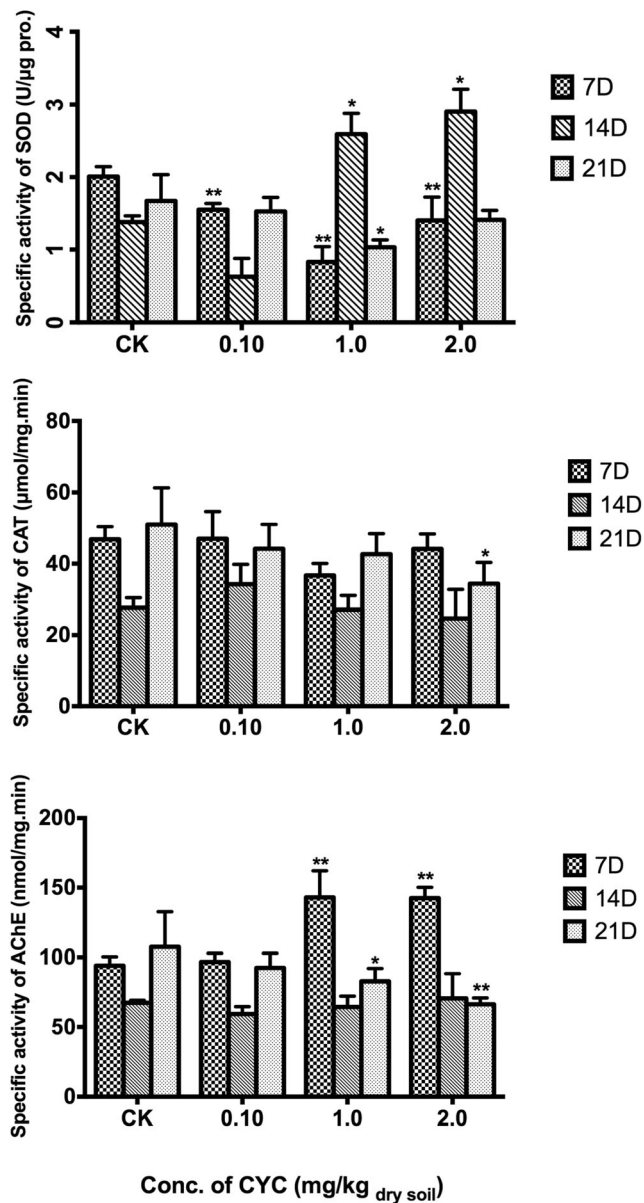 Specific activity of SOD (U/µg pro.)
4
3
2
1
0
**
**
*
*
**
*
CK
0.10
1.0
2.0
7D
14D
21D
Specific activity of CAT (µmol/mg.min)
80
60
40
20
0
*
CK
0.10
1.0
2.0
7D
14D
21D
Specific activity of AChE (nmol/mg.min)
200
150
100
50
0
**
*
**
**
CK
0.10
1.0
2.0
7D
14D
21D
Conc. of CYC (mg/kg dry soil)